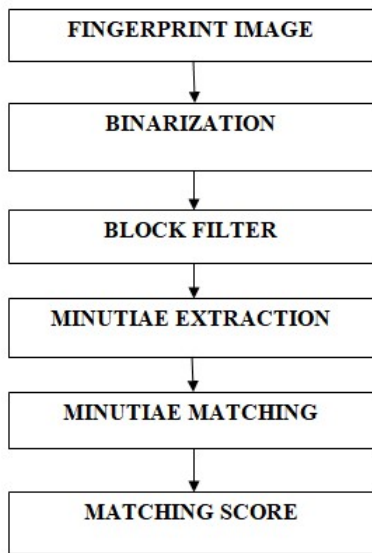 FINGERPRINT IMAGE
BINARIZATION
BLOCK FILTER
MINUTIAE EXTRACTION
MINUTIAE MATCHING
MATCHING SCORE